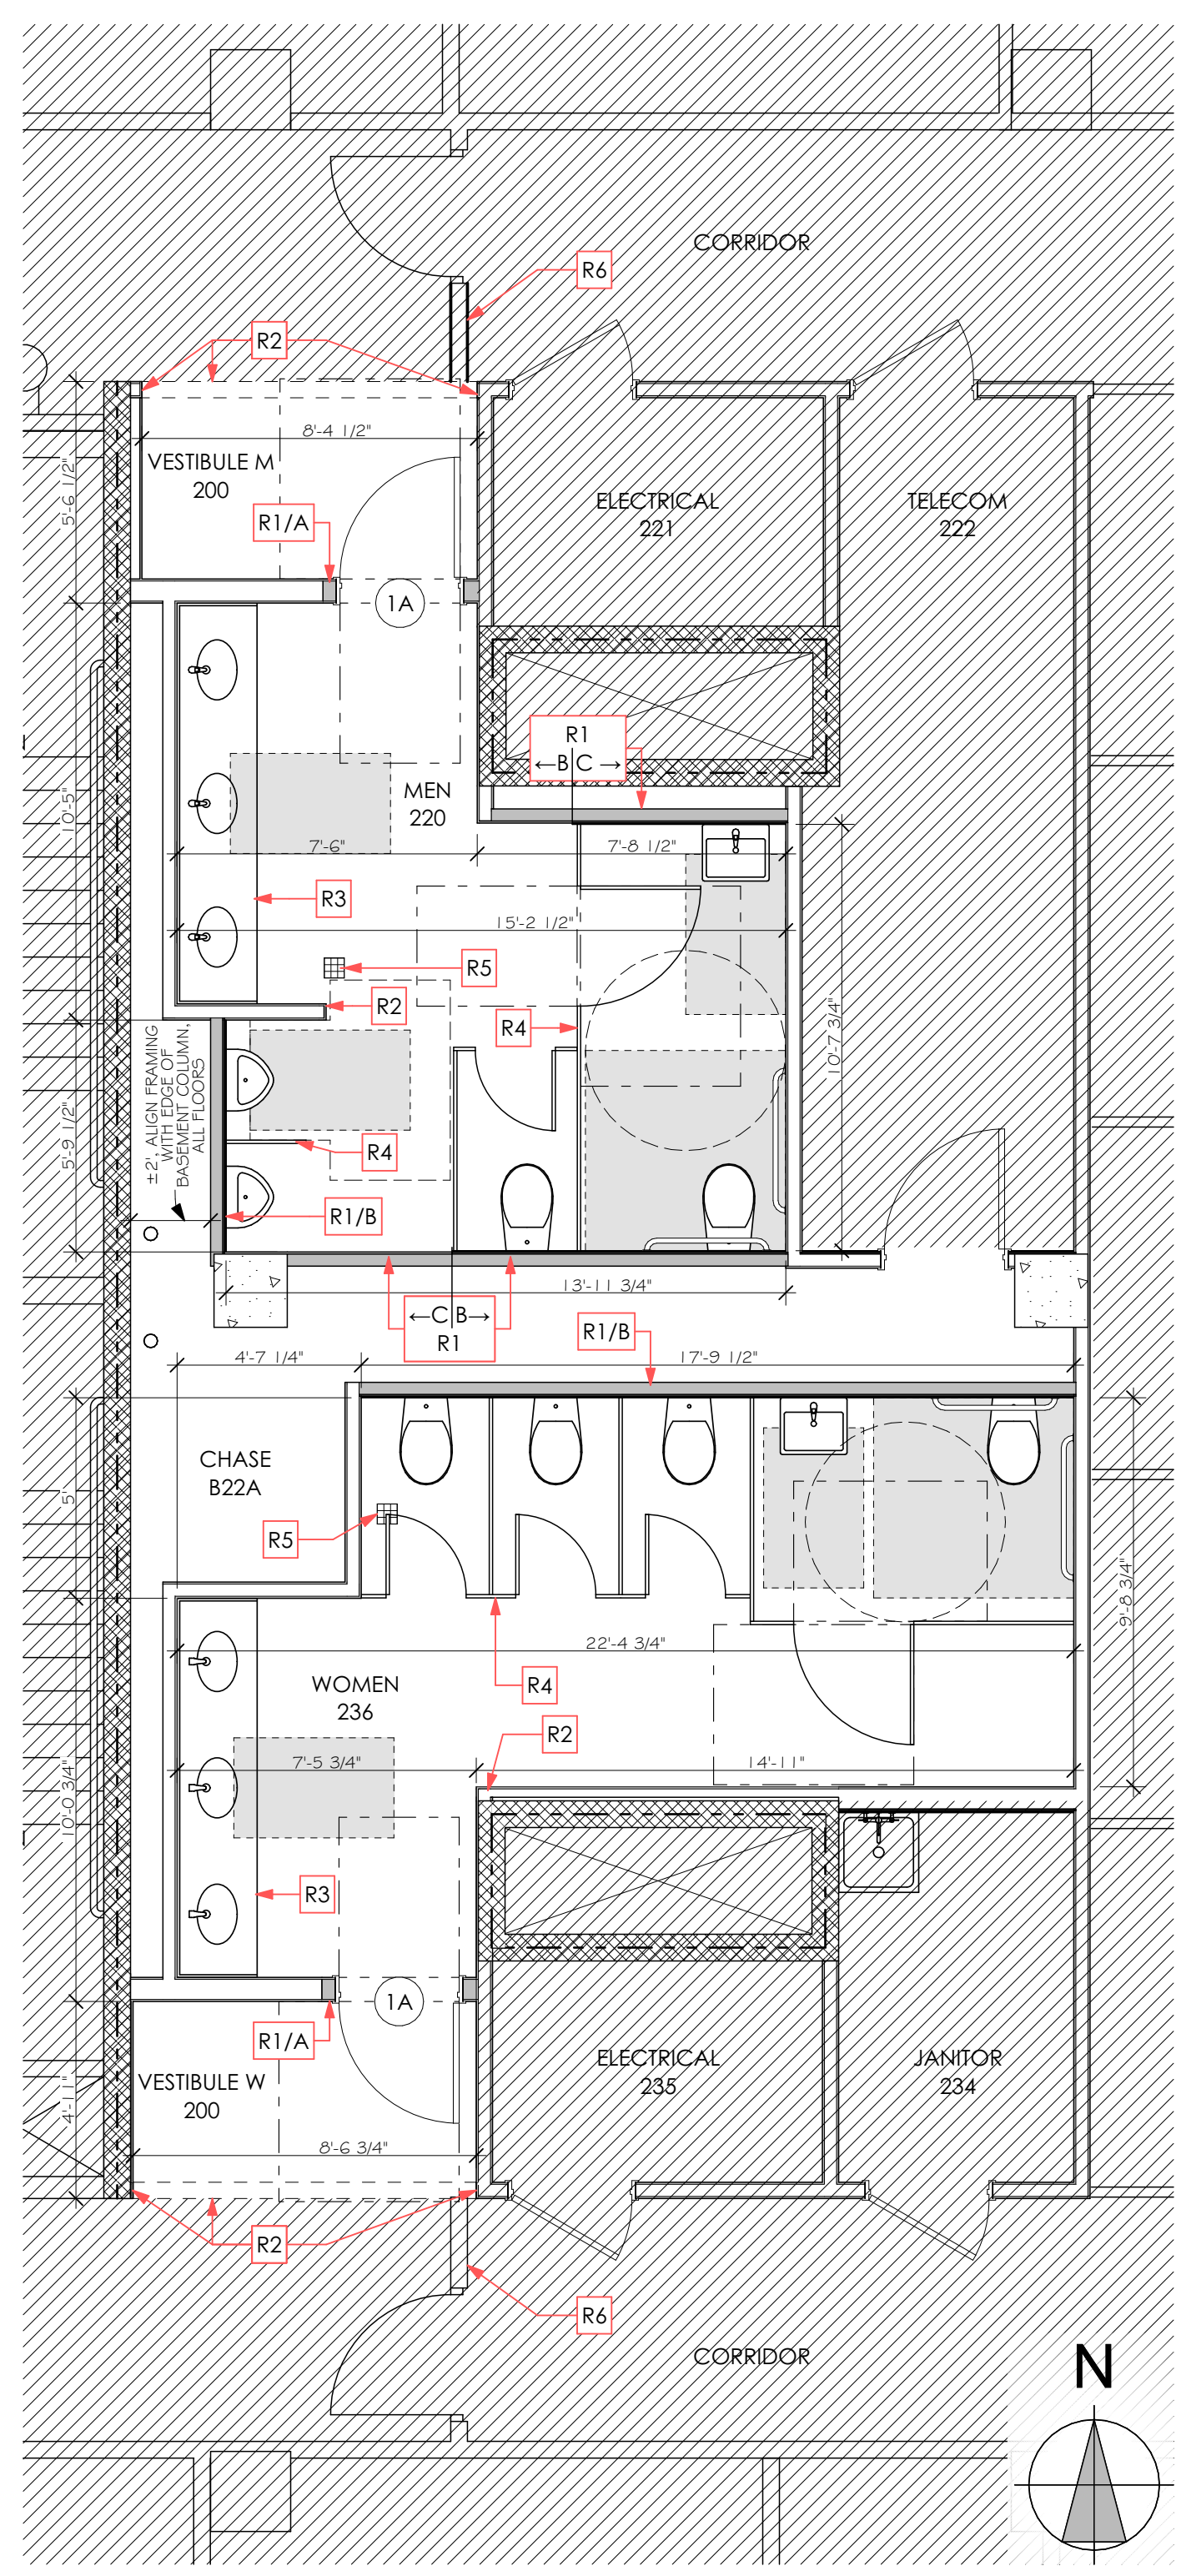 CORRIDOR
R6
R2
8'-4 1/2"
VESTIBULE M
200
5'-6 1/2"
R1/A
ELECTRICAL
221
TELECOM
222
1A
R1
←B C→
MEN
220
10'-5"
7'-6"
7'-8 1/2"
R3
15'-2 1/2"
R5
R2
R4
10'-7 3/4"
±2', ALIGN FRAMING
WITH EDGE OF
BASEMENT COLUMN,
ALL FLOORS
5'-9 1/2"
R4
R1/B
13'-11 3/4"
←C B→
R1
R1/B
4'-7 1/4"
17'-9 1/2"
CHASE
B22A
5'
R5
9'-8 3/4"
22'-4 3/4"
WOMEN
236
R4
R2
7'-5 3/4"
14'-11"
10'-0 3/4"
R3
1A
R1/A
ELECTRICAL
235
JANITOR
234
VESTIBULE W
200
4'-11"
8'-6 3/4"
R2
R6
CORRIDOR
N